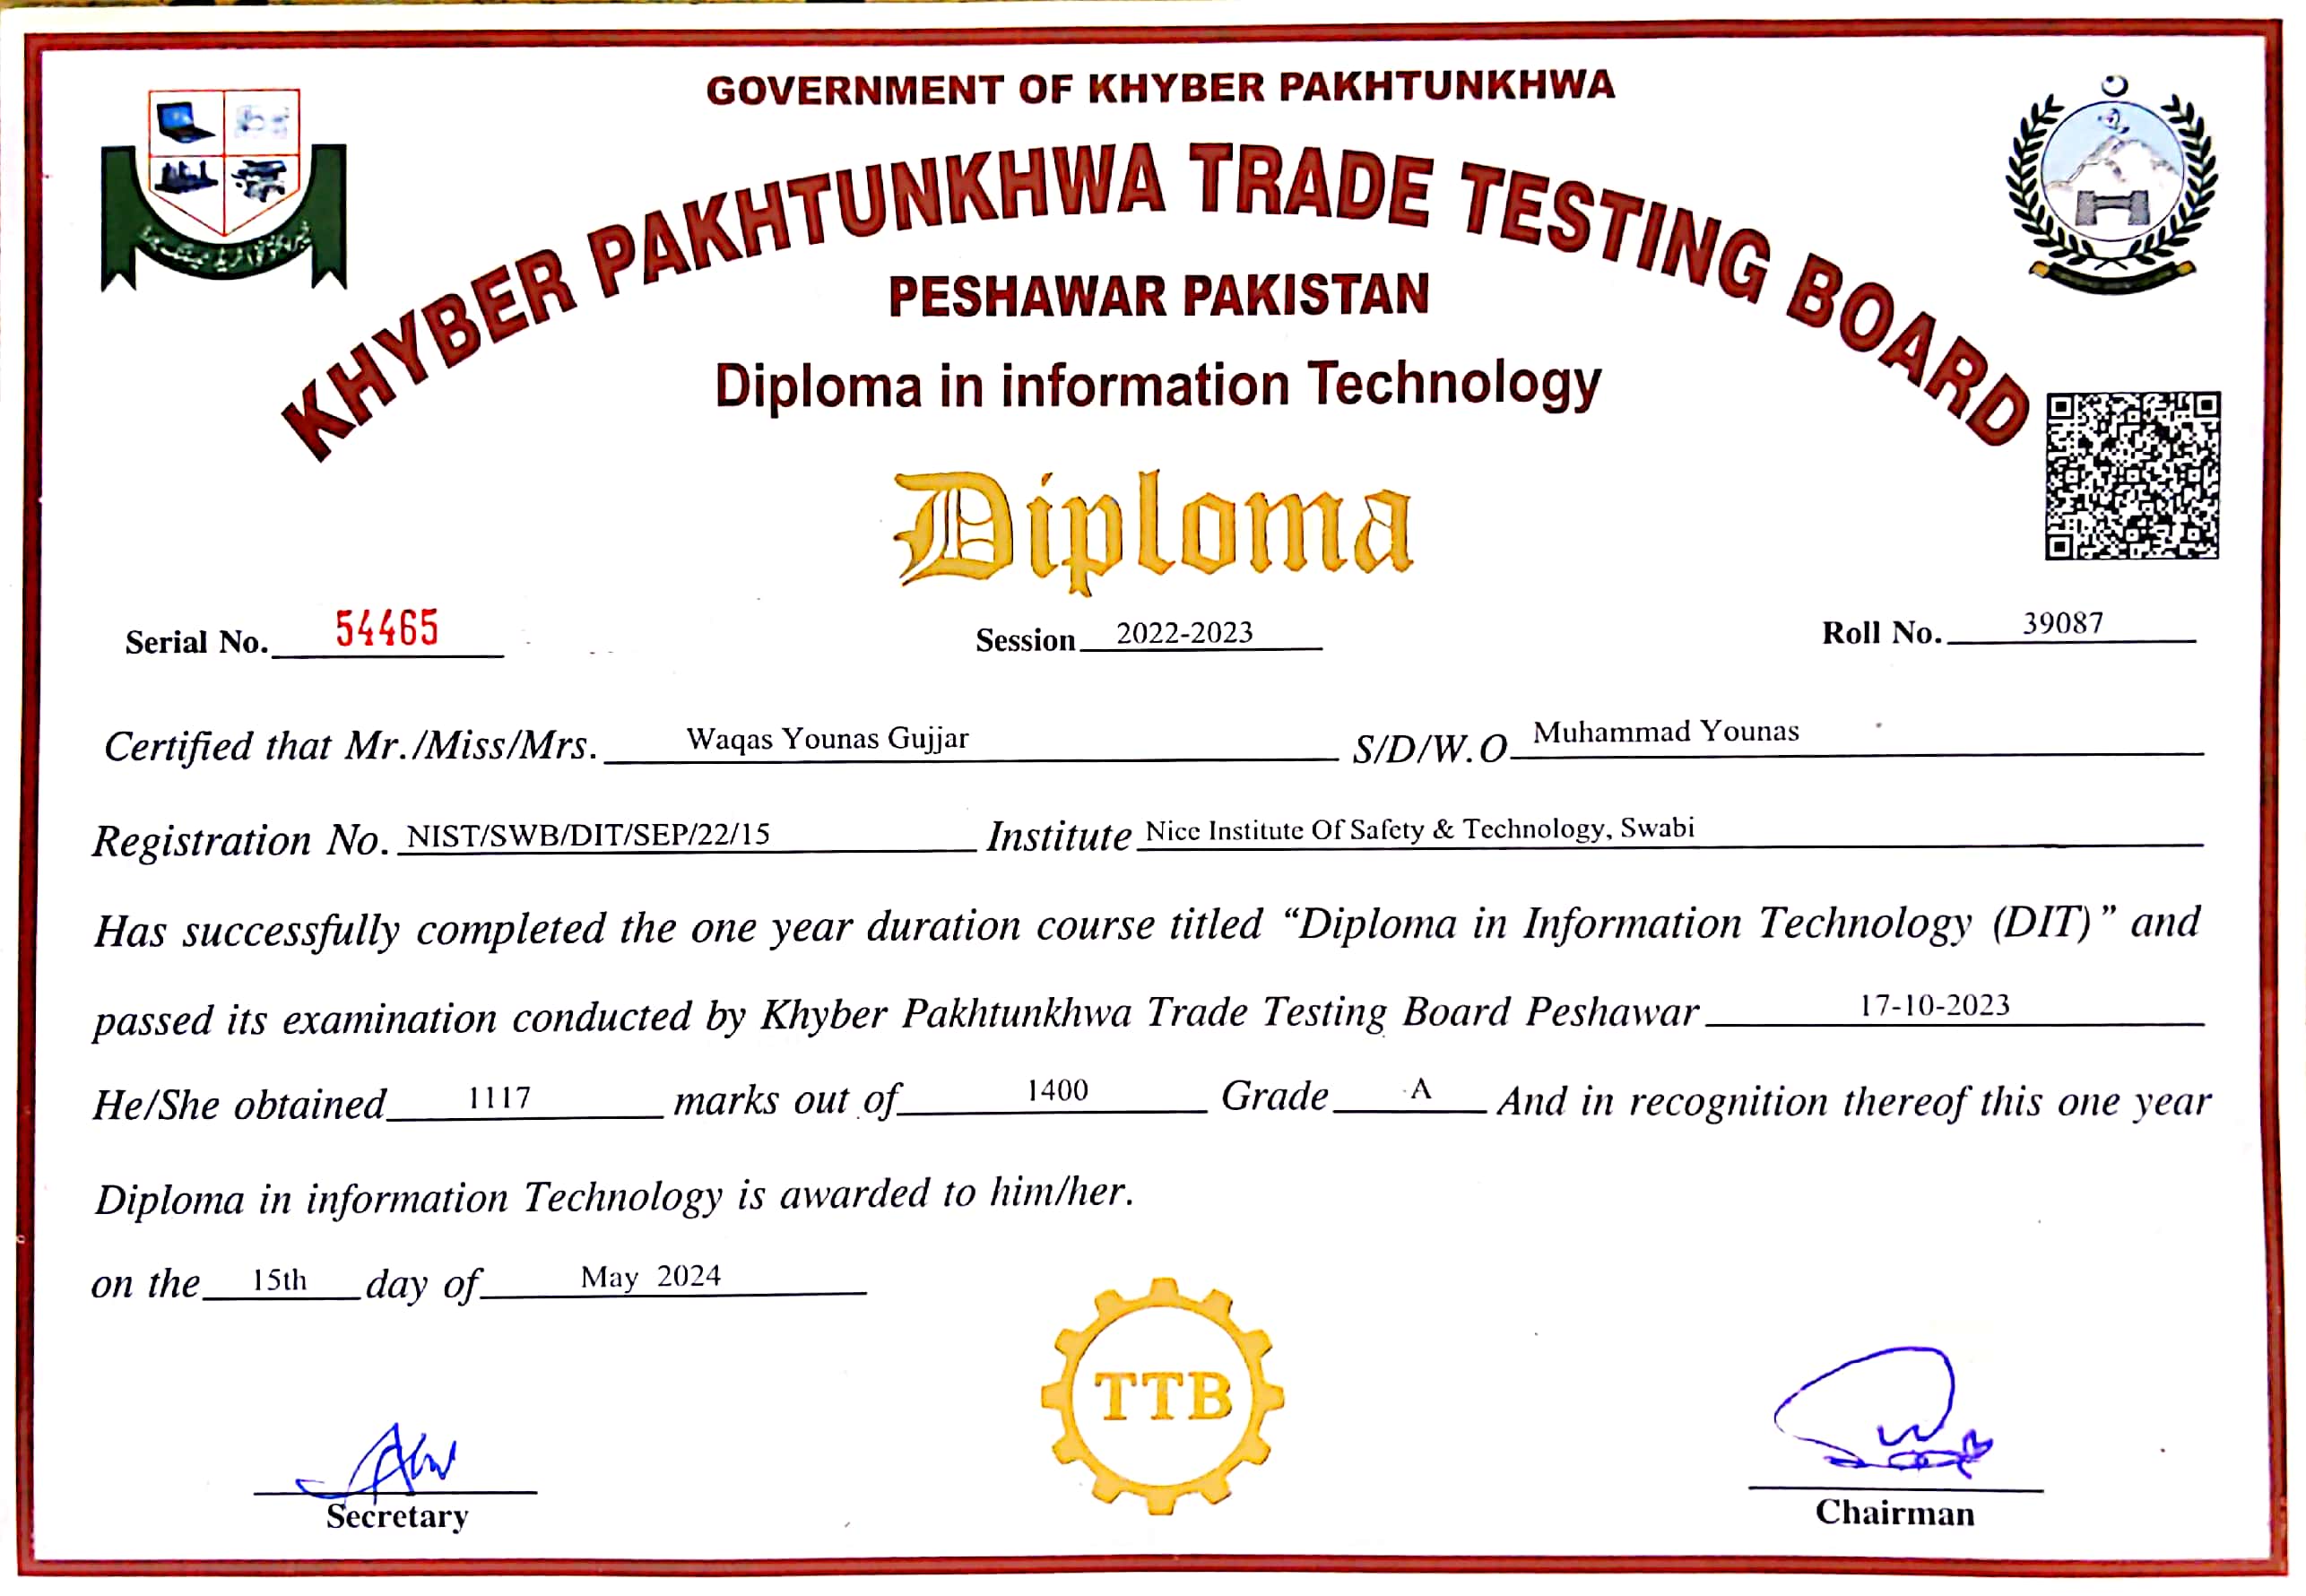 GOVERNMENT OF KHYBER PAKHTUNKHWA
KHYBER PAKHTUNKHWA TRADE TESTING BOARD
PESHAWAR PAKISTAN
Diploma in information Technology
Diploma
Serial No. 54465 Session 2022-2023 Roll No. 39087
Certified that Mr./Miss/Mrs. Waqas Younas Gujjar S/D/W.O Muhammad Younas
Registration No. NIST/SWB/DIT/SEP/22/15 Institute Nice Institute Of Safety & Technology, Swabi
Has successfully completed the one year duration course titled “Diploma in Information Technology (DIT)” and
passed its examination conducted by Khyber Pakhtunkhwa Trade Testing Board Peshawar 17-10-2023
He/She obtained 1117 marks out of 1400 Grade A And in recognition thereof this one year
Diploma in information Technology is awarded to him/her.
on the 15th day of May 2024
TTB
Secretary
Chairman